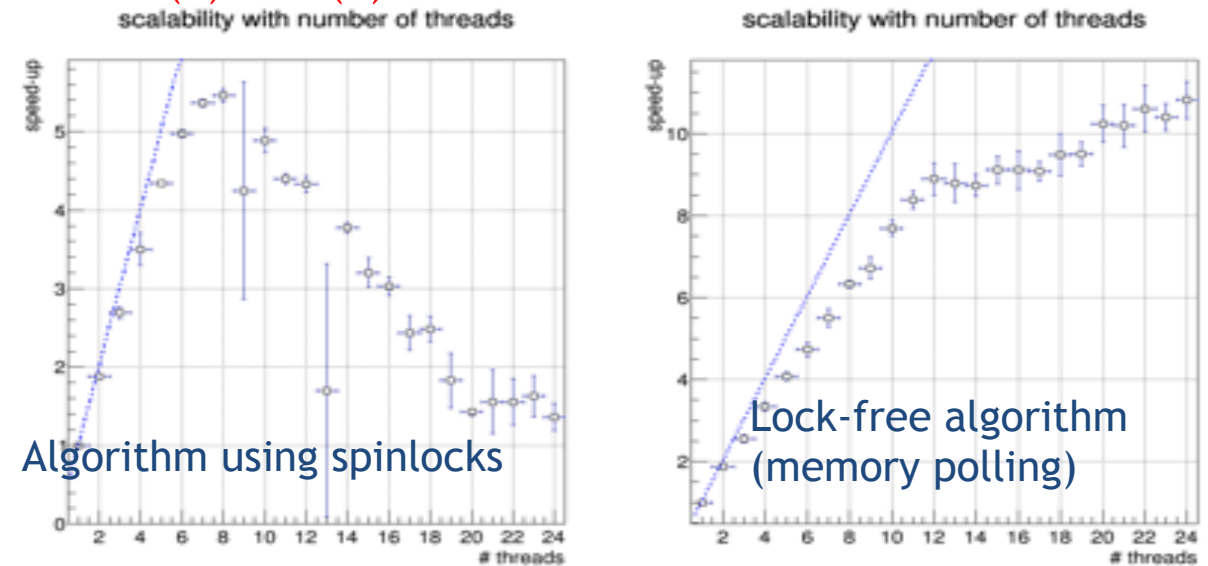 scalability with number of threads
speed-up
5
4
3
2
1
0
2 4 6 8 10 12 14 16 18 20 22 24
# threads
Algorithm using spinlocks
scalability with number of threads
speed-up
10
8
6
4
2
2 4 6 8 10 12 14 16 18 20 22 24
# threads
Lock-free algorithm
(memory polling)